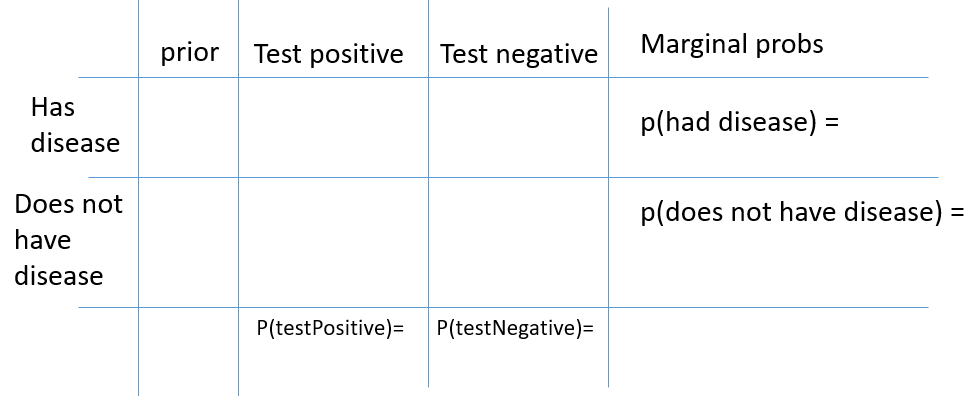 prior
Test positive
Test negative
Marginal probs
Has
disease
p(had disease) =
Does not
have
disease
p(does not have disease) =
P(testPositive)=
P(testNegative)=